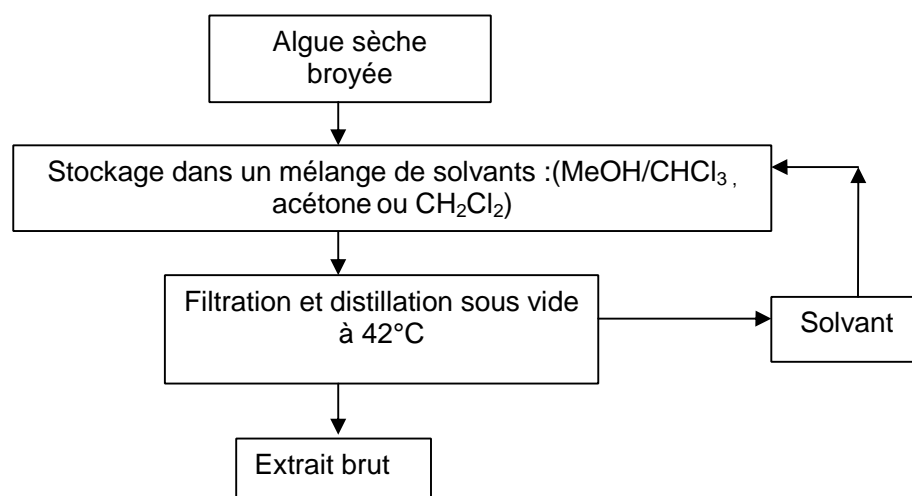 Algue sèche
broyée
Stockage dans un mélange de solvants :(MeOH/CHCl₃ ,
acétone ou CH₂Cl₂)
Filtration et distillation sous vide
à 42°C
Solvant
Extrait brut